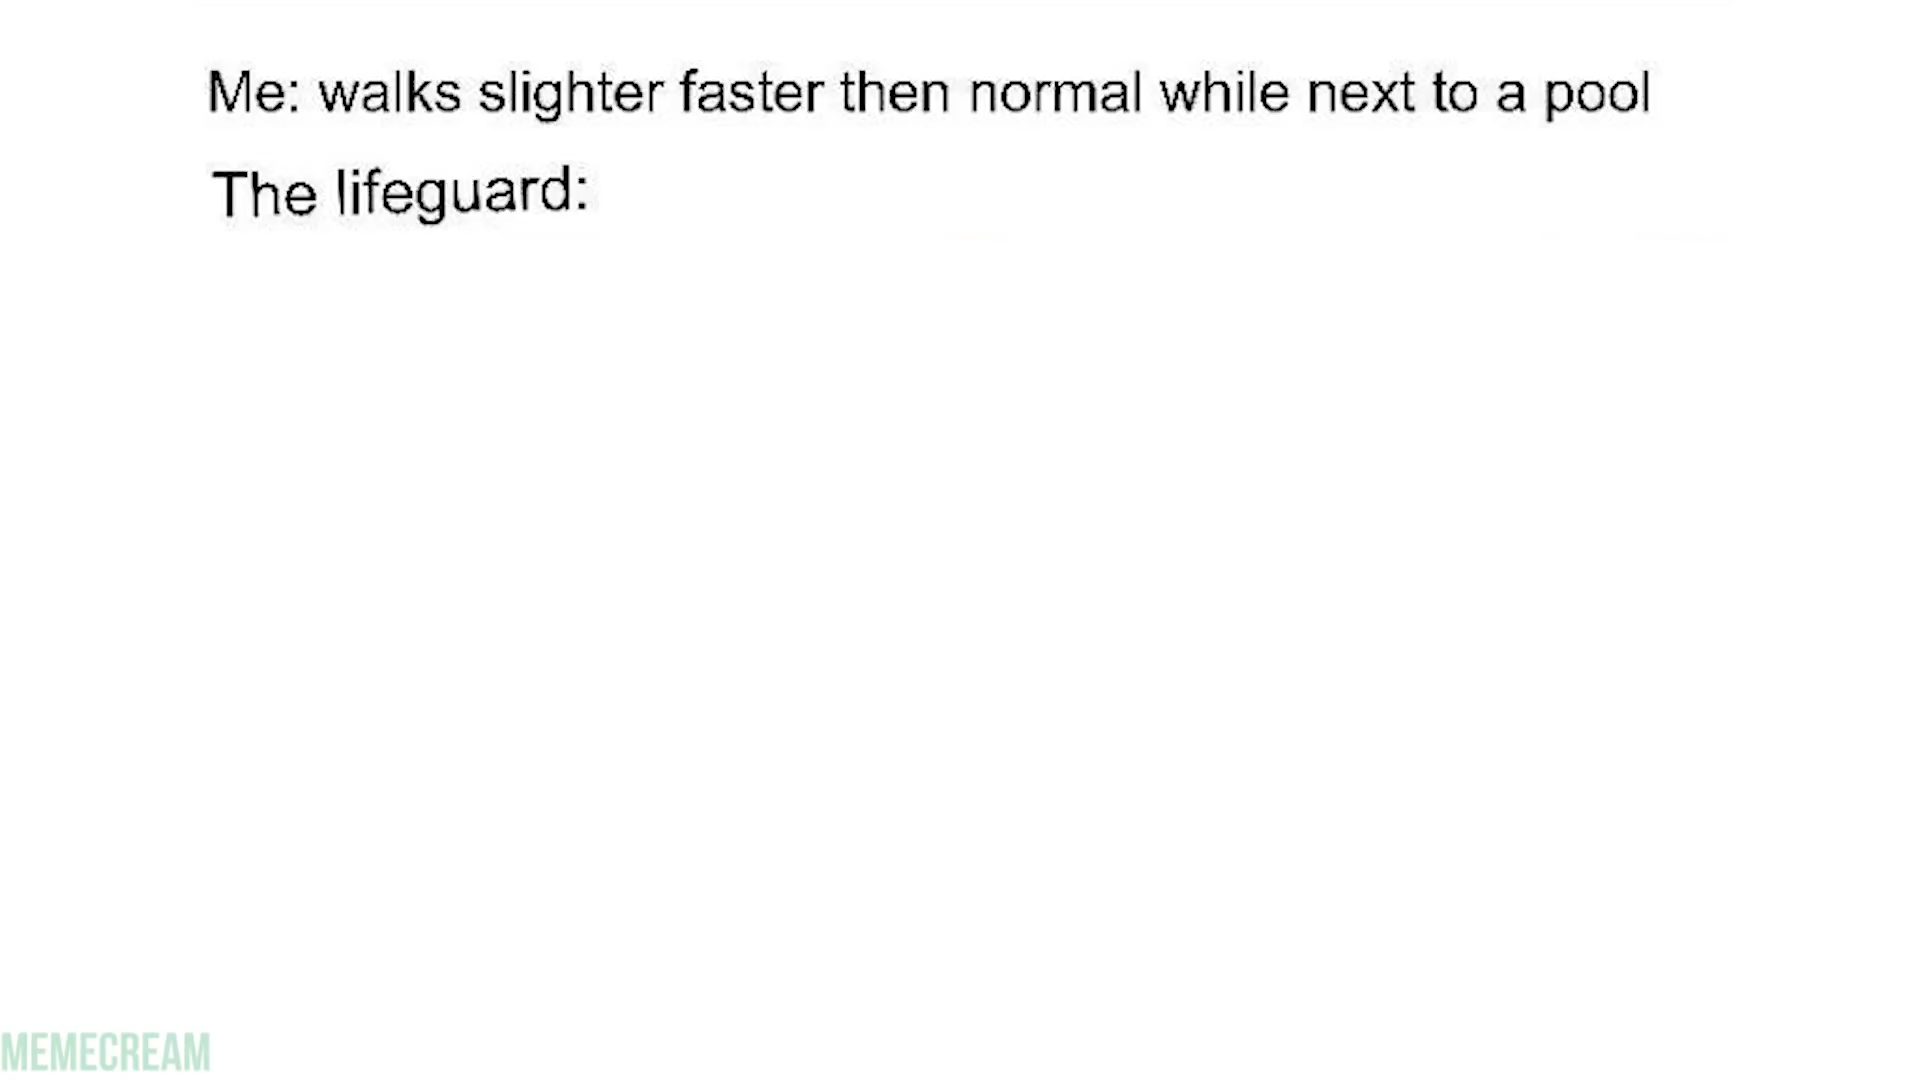 Me: walks slighter faster then normal while next to a pool
The lifeguard:
MEMECREAM